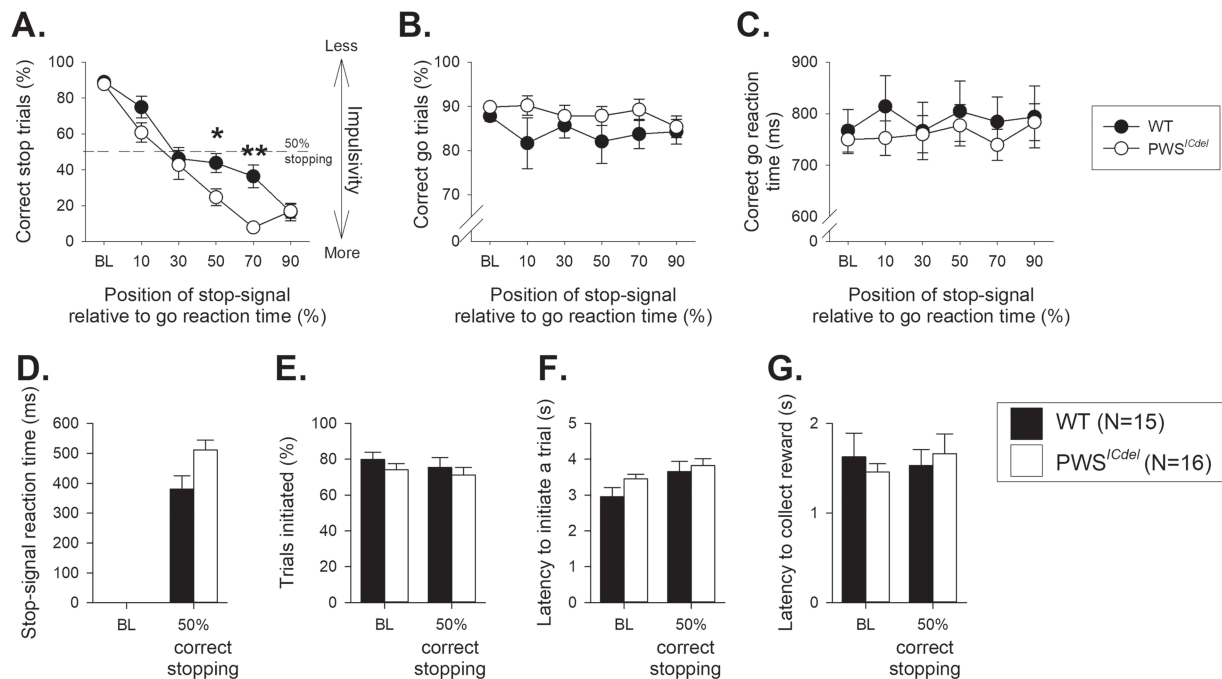 A.
Correct stop trials (%)
100
80
60
40
20
0
BL 10 30 50 70 90
Position of stop-signal
relative to go reaction time (%)
*
**
50%
stopping
Less
Impulsivity
More
B.
Correct go trials (%)
100
90
80
70
0
BL 10 30 50 70 90
Position of stop-signal
relative to go reaction time (%)
C.
Correct go reaction
time (ms)
900
800
700
600
0
BL 10 30 50 70 90
Position of stop-signal
relative to go reaction time (%)
WT
PWSICdel
D.
Stop-signal reaction time (ms)
600
500
400
300
200
100
0
BL 50%
correct
stopping
E.
Trials initiated (%)
100
80
60
40
20
0
BL 50%
correct
stopping
F.
Latency to initiate a trial (s)
5
4
3
2
1
0
BL 50%
correct
stopping
G.
Latency to collect reward (s)
2
1
0
BL 50%
correct
stopping
WT (N=15)
PWSICdel (N=16)